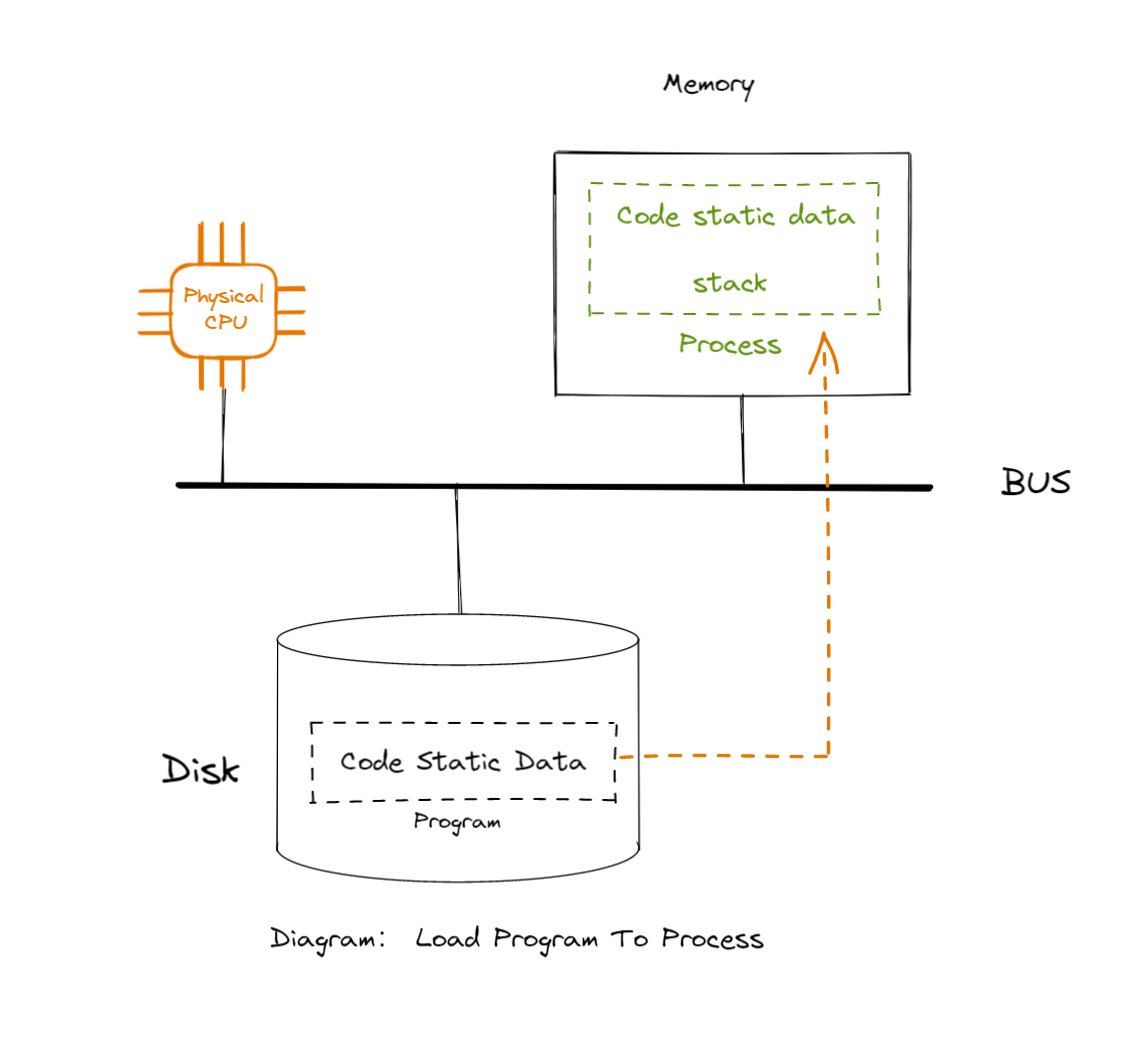 Memory
Code static data
stack
Process
Physical
CPU
BUS
Disk
Code Static Data
Program
Diagram: Load Program To Process